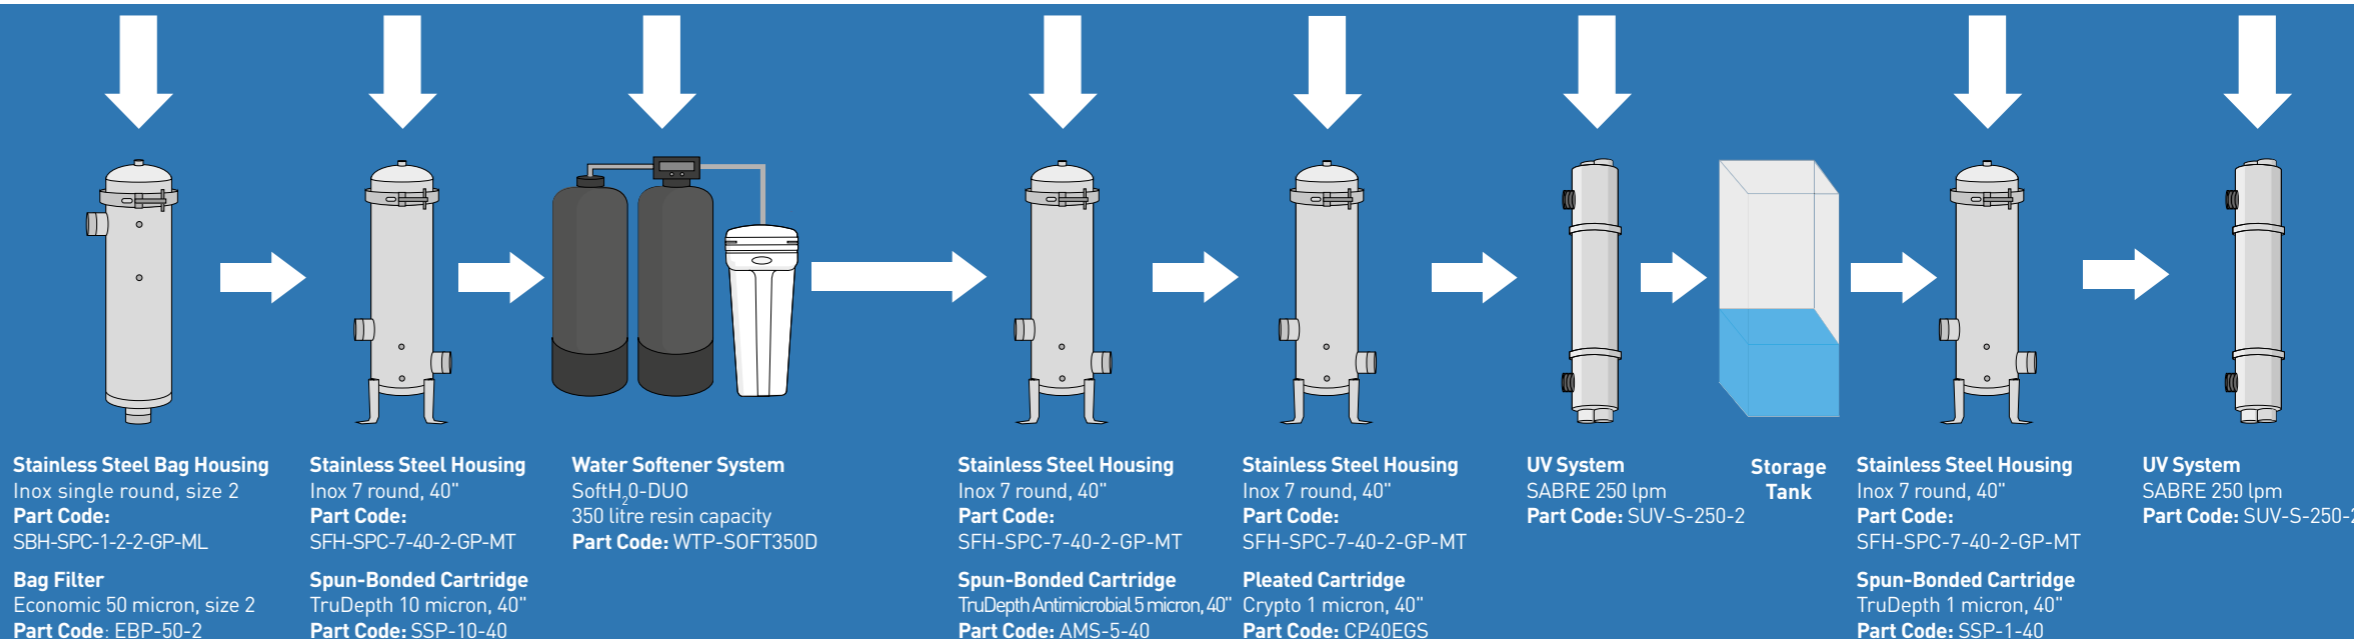 Stainless Steel Bag Housing
Inox single round, size 2
Part Code:
SBH-SPC-1-2-2-GP-ML
Bag Filter
Economic 50 micron, size 2
Part Code: EBP-50-2
Stainless Steel Housing
Inox 7 round, 40"
Part Code:
SFH-SPC-7-40-2-GP-MT
Spun-Bonded Cartridge
TruDepth 10 micron, 40"
Part Code: SSP-10-40
Water Softener System
SoftH₂0-DUO
350 litre resin capacity
Part Code: WTP-SOFT350D
Stainless Steel Housing
Inox 7 round, 40"
Part Code:
SFH-SPC-7-40-2-GP-MT
Spun-Bonded Cartridge
TruDepth Antimicrobial 5 micron, 40"
Part Code: AMS-5-40
Stainless Steel Housing
Inox 7 round, 40"
Part Code:
SFH-SPC-7-40-2-GP-MT
Pleated Cartridge
Crypto 1 micron, 40"
Part Code: CP40EGS
UV System
SABRE 250 lpm
Part Code: SUV-S-250-2
Storage
Tank
Stainless Steel Housing
Inox 7 round, 40"
Part Code:
SFH-SPC-7-40-2-GP-MT
Spun-Bonded Cartridge
TruDepth 1 micron, 40"
Part Code: SSP-1-40
UV System
SABRE 250 lpm
Part Code: SUV-S-250-2